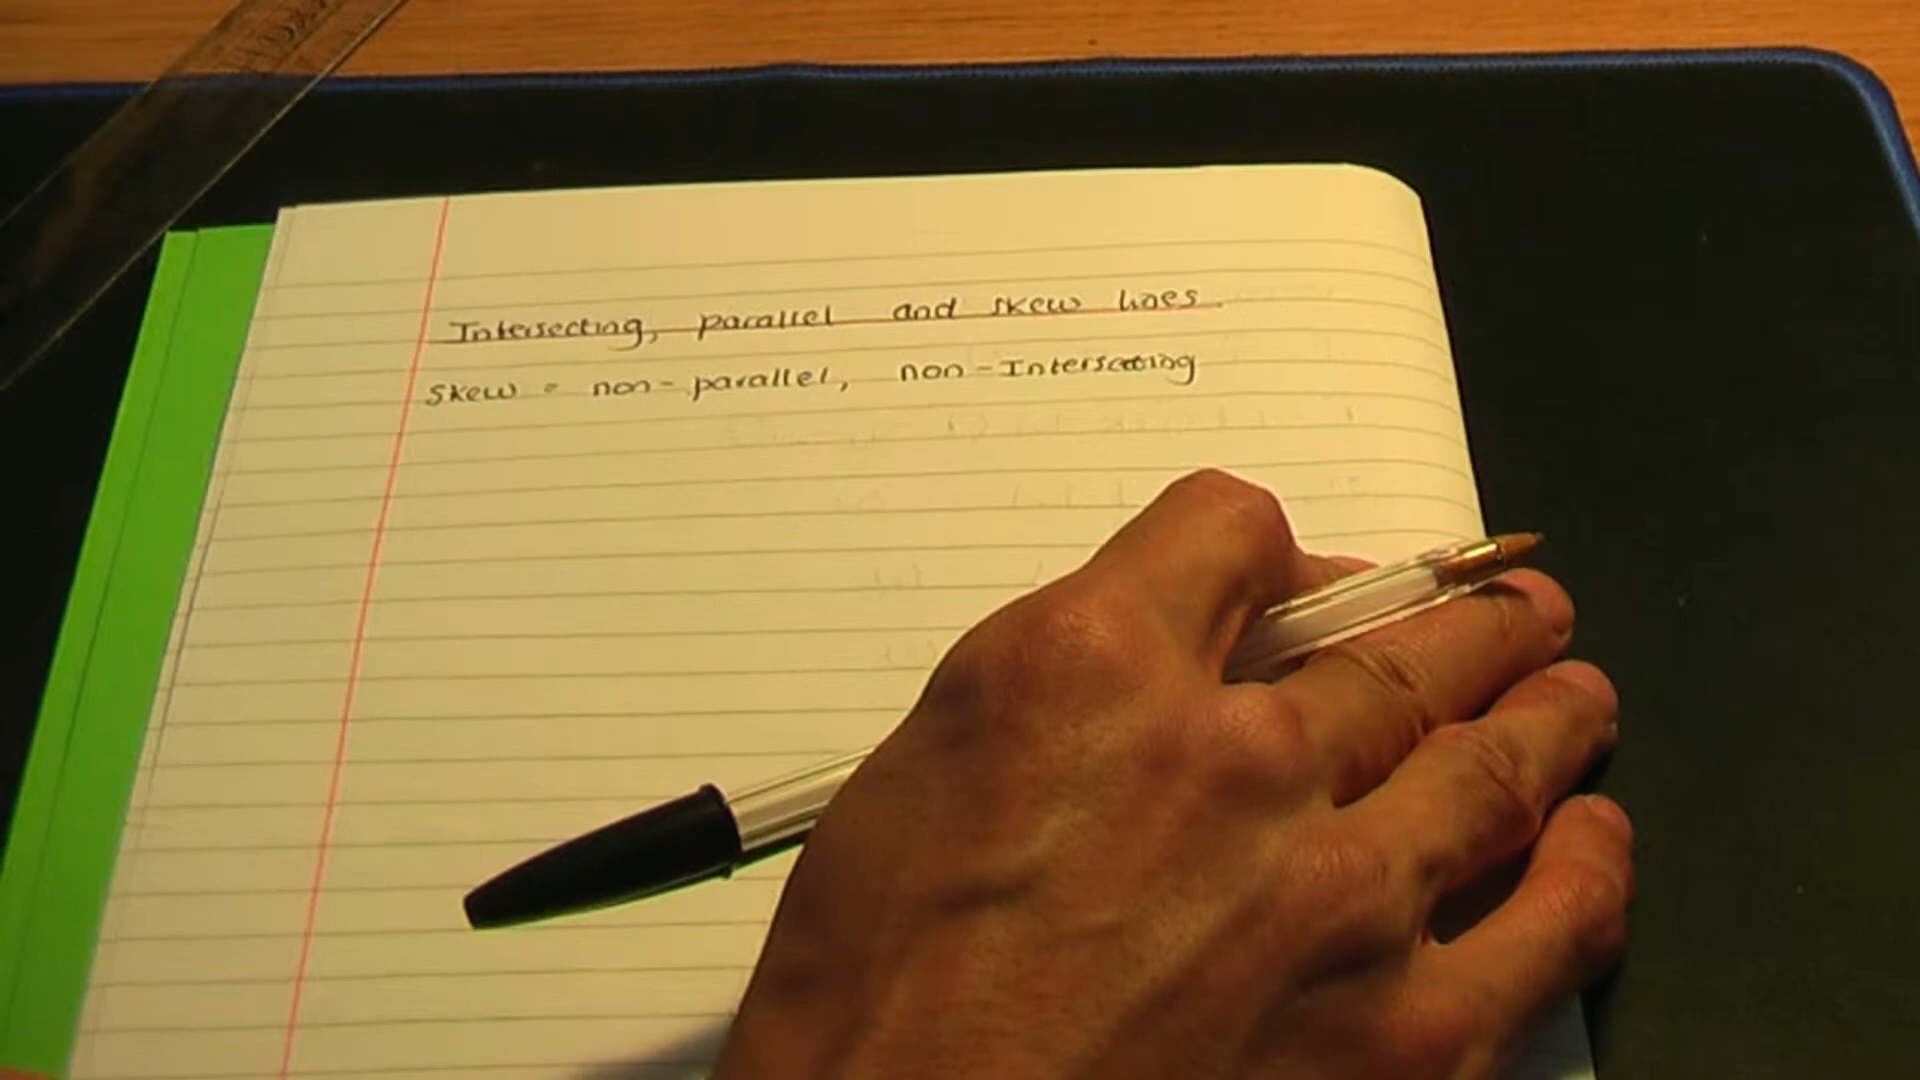 Intersecting, parallel and skew lines.
Skew = non-parallel, non-Intersecting